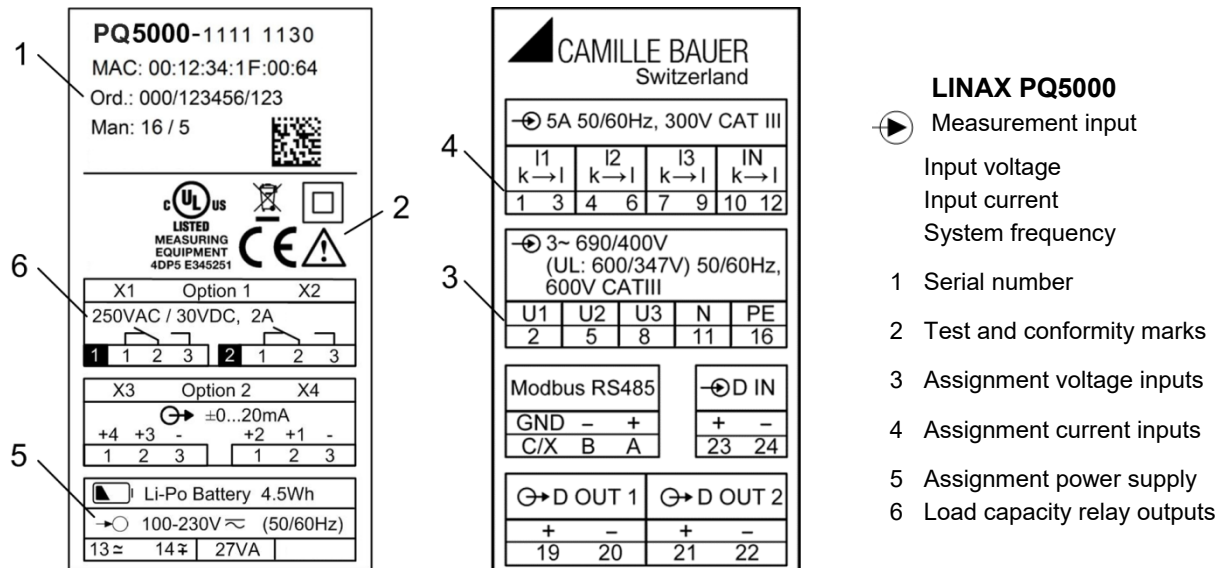 PQ5000-1111 1130
MAC: 00:12:34:1F:00:64
Ord.: 000/123456/123
Man: 16 / 5
1
c UL us
LISTED
MEASURING
EQUIPMENT
4DP5 E345251
CE
2
6
X1 Option 1 X2
250VAC / 30VDC, 2A
1 1 2 3 2 1 2 3
X3 Option 2 X4
±0...20mA
+4 +3 - +2 +1 -
1 2 3 1 2 3
5
Li-Po Battery 4.5Wh
100-230V (50/60Hz)
13 14 27VA
CAMILLE BAUER
Switzerland
5A 50/60Hz, 300V CAT III
4
I1 I2 I3 IN
k→l k→l k→l k→l
1 3 4 6 7 9 10 12
3~ 690/400V
(UL: 600/347V) 50/60Hz,
600V CATIII
3
U1 U2 U3 N PE
2 5 8 11 16
Modbus RS485
GND – +
C/X B A
D IN
+ –
23 24
D OUT 1 D OUT 2
+ – + –
19 20 21 22
LINAX PQ5000
Measurement input
Input voltage
Input current
System frequency
1 Serial number
2 Test and conformity marks
3 Assignment voltage inputs
4 Assignment current inputs
5 Assignment power supply
6 Load capacity relay outputs